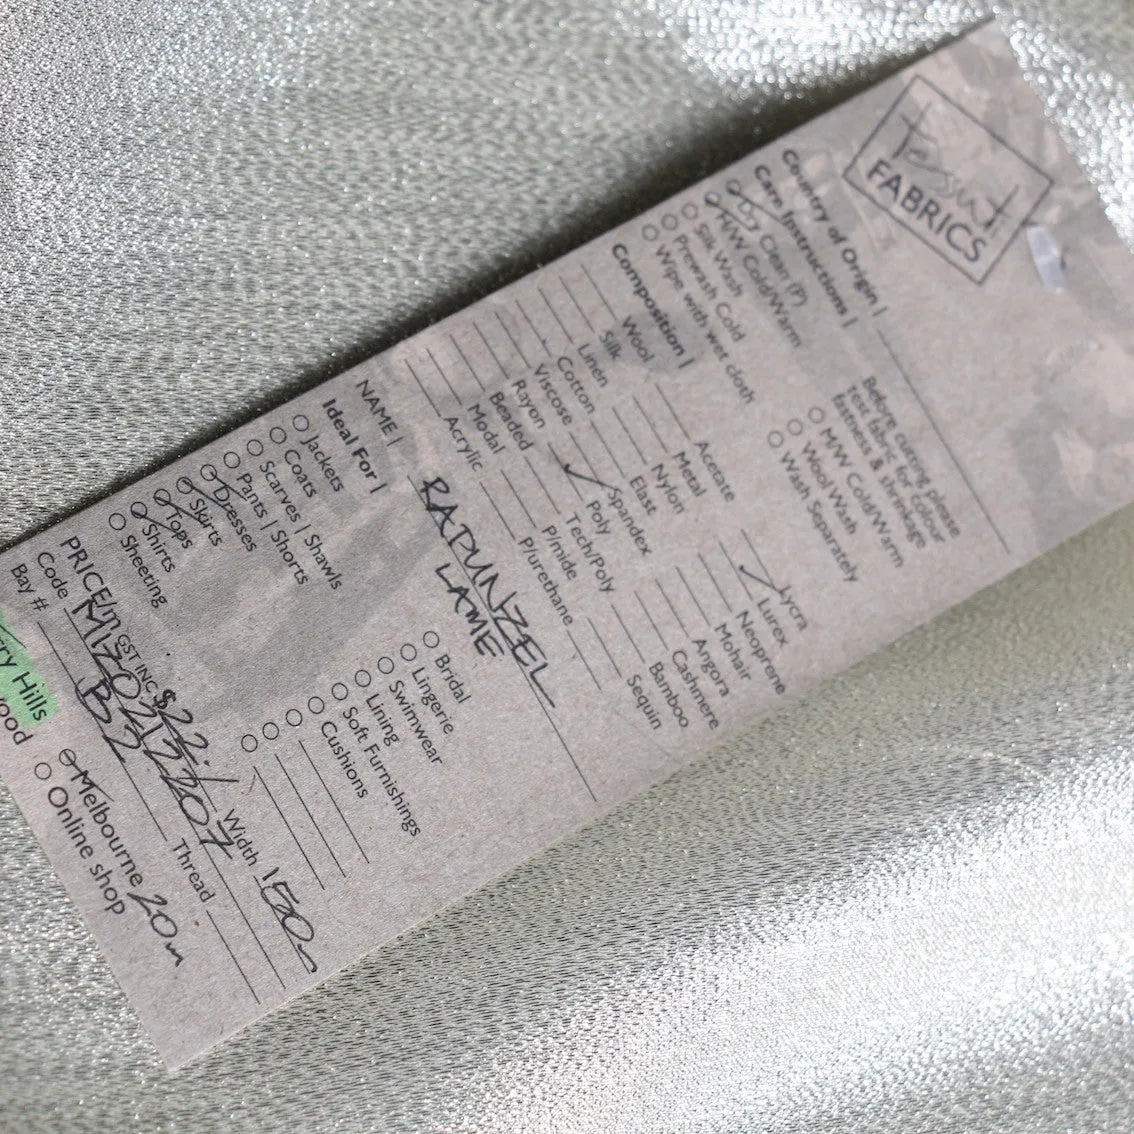 Tessuti
FABRICS
Country of Origin |
Care Instructions |
Dry Clean (P)
H/W Cold/Warm
Silk Wash
Prewash Cold
Wipe with wet cloth
Before cutting please
Test fabric for colour
fastness & shrinkage
M/W Cold/Warm
Wool Wash
Wash Separately
Composition |
Wool
Silk
Linen
Cotton
Viscose
Rayon
Beaded
Modal
Acrylic
Acetate
Metal
Nylon
Elast
Spandex
Poly
Tech/Poly
P/mide
P/urethane
Lycra
Lurex
Neoprene
Mohair
Angora
Cashmere
Bamboo
Sequin
NAME | RAPUNZEL
LAME
Ideal For |
Jackets
Coats
Scarves | Shawls
Pants | Shorts
Dresses
Skirts
Tops
Shirts
Sheeting
Bridal
Lingerie
Swimwear
Lining
Soft Furnishings
Cushions
PRICE/m GST INC. Width 150
Code
Bay # B22 Thread
rry Hills
Melbourne 20m
Online shop